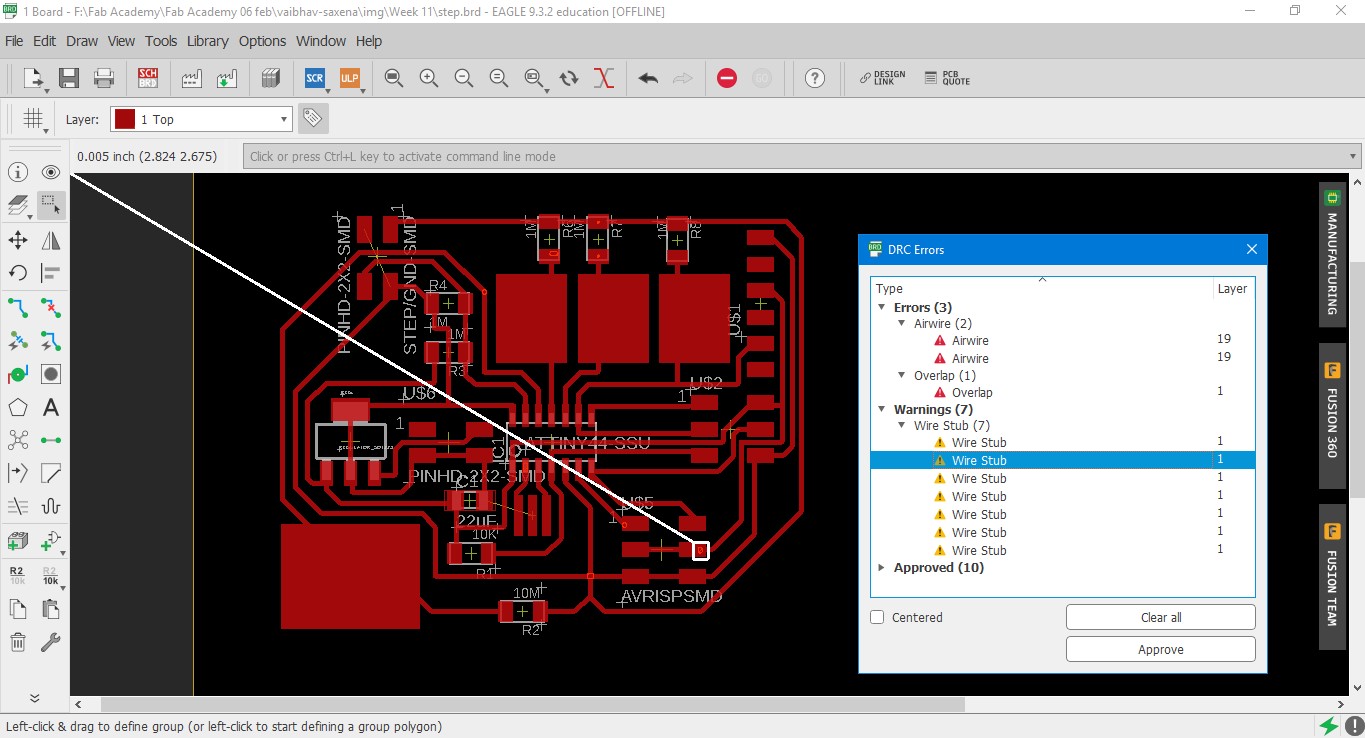 1 Board - F:\Fab Academy\Fab Academy 06 feb\vaibhav-saxena\img\Week 11\step.brd - EAGLE 9.3.2 education [OFFLINE]
File Edit Draw View Tools Library Options Window Help
SCH BRD SCR ULP GO DESIGN LINK PCB QUOTE
Layer: 1 Top
0.005 inch (2.824 2.675) Click or press Ctrl+L key to activate command line mode
PINHD-2X2-SMD
STEP/GND-SMD
1
1M
R6
1M
R7
1M
R8
R4
1M
1M
R3
U$1
U$6
U$2
1
1
IC1
ATTINY44-SSU
PINHD-2X2-SMD
C1
22uF
10K
R1
U$5
1
AVRISPSMD
10M
R2
DRC Errors
Type Layer
Errors (3)
Airwire (2)
Airwire 19
Airwire 19
Overlap (1)
Overlap 1
Warnings (7)
Wire Stub (7)
Wire Stub 1
Wire Stub 1
Wire Stub 1
Wire Stub 1
Wire Stub 1
Wire Stub 1
Wire Stub 1
Approved (10)
Centered Clear all
Approve
MANUFACTURING
FUSION 360
FUSION TEAM
R2 10k R2 10k
Left-click & drag to define group (or left-click to start defining a group polygon)